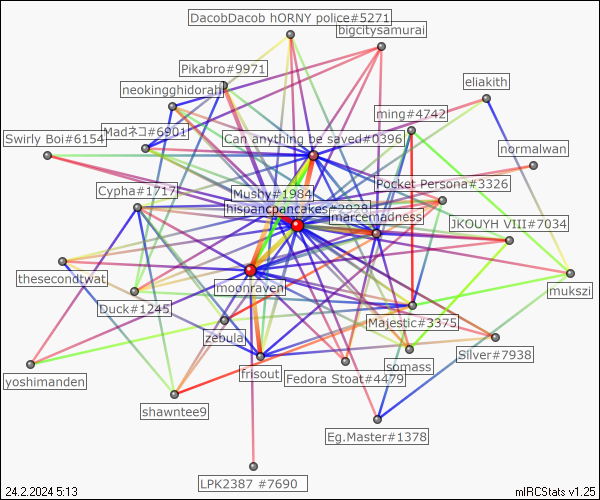 DacobDacob hORNY police#5271
bigcitysamurai
Pikabro#9971
eliakith
neokingghidorah
ming#4742
Swirly Boi#6154
Madネコ#6901
Can anything be saved#0396
normalwan
Cypha#1717
Mushy#1984
Pocket Persona#3326
hispancpancakes#2928
marcemadness
JKOUYH VIII#7034
thesecondtwat
moonraven
mukszi
Duck#1245
Majestic#3375
zebula
Silver#7938
somass
yoshimanden
frisout
Fedora Stoat#4479
shawntee9
Eg.Master#1378
LPK2387 #7690
24.2.2024 5:13
mIRCStats v1.25